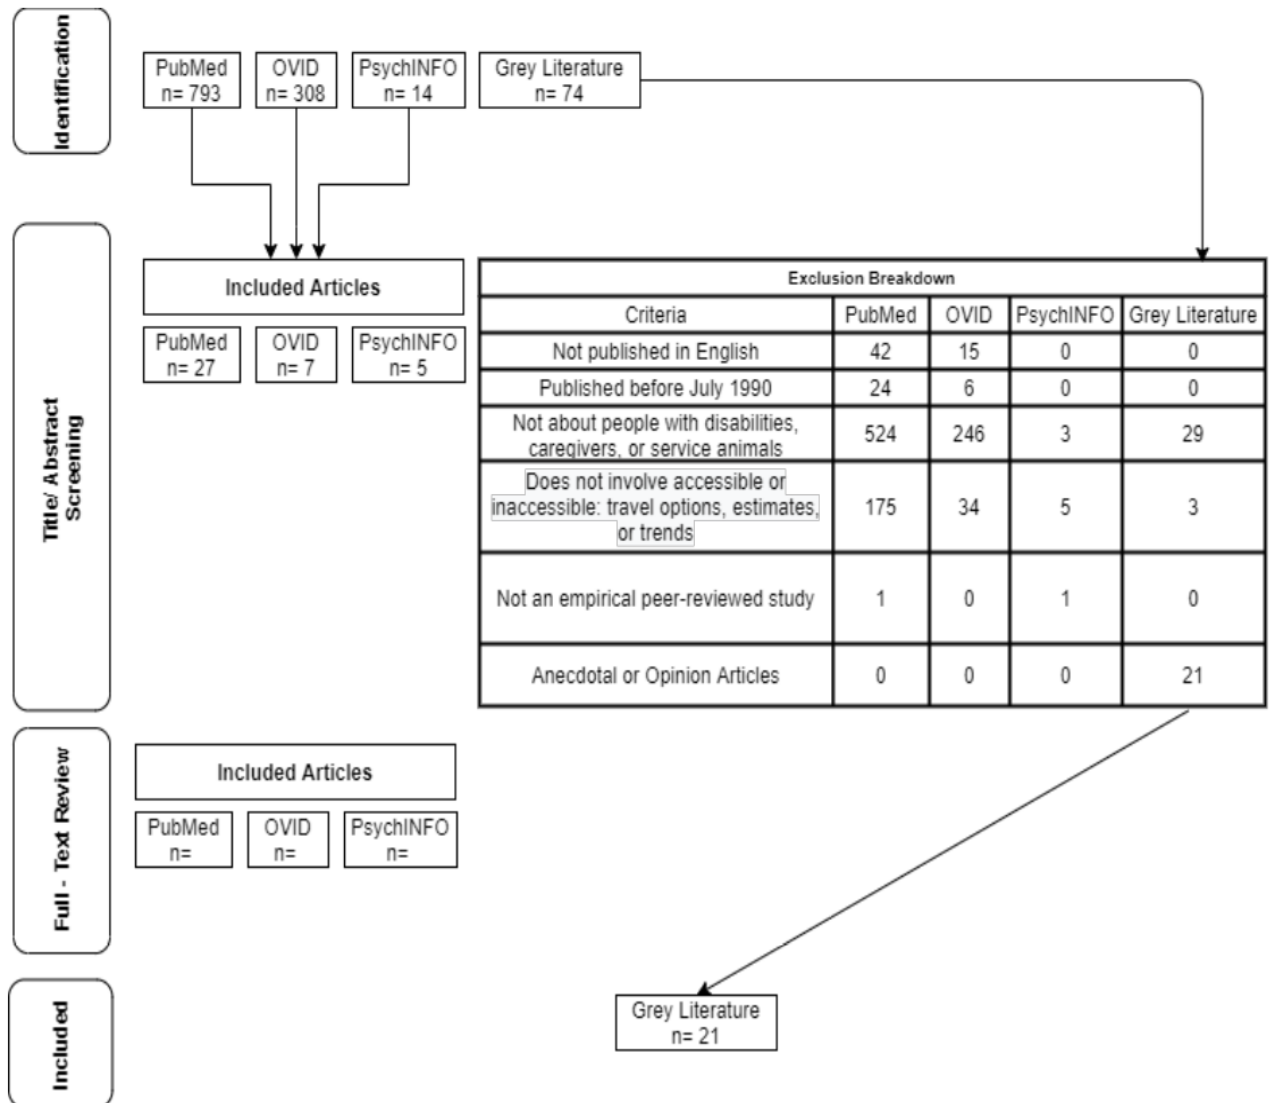 Identification
PubMed
n= 793
OVID
n= 308
PsychINFO
n= 14
Grey Literature
n= 74
Title/ Abstract
Screening
Included Articles
PubMed
n= 27
OVID
n= 7
PsychINFO
n= 5
Exclusion Breakdown
Criteria PubMed OVID PsychINFO Grey Literature
Not published in English 42 15 0 0
Published before July 1990 24 6 0 0
Not about people with disabilities,
caregivers, or service animals 524 246 3 29
Does not involve accessible or
inaccessible: travel options, estimates, 175 34 5 3
or trends
Not an empirical peer-reviewed study 1 0 1 0
Anecdotal or Opinion Articles 0 0 0 21
Full - Text Review
Included Articles
PubMed
n=
OVID
n=
PsychINFO
n=
Included
Grey Literature
n= 21